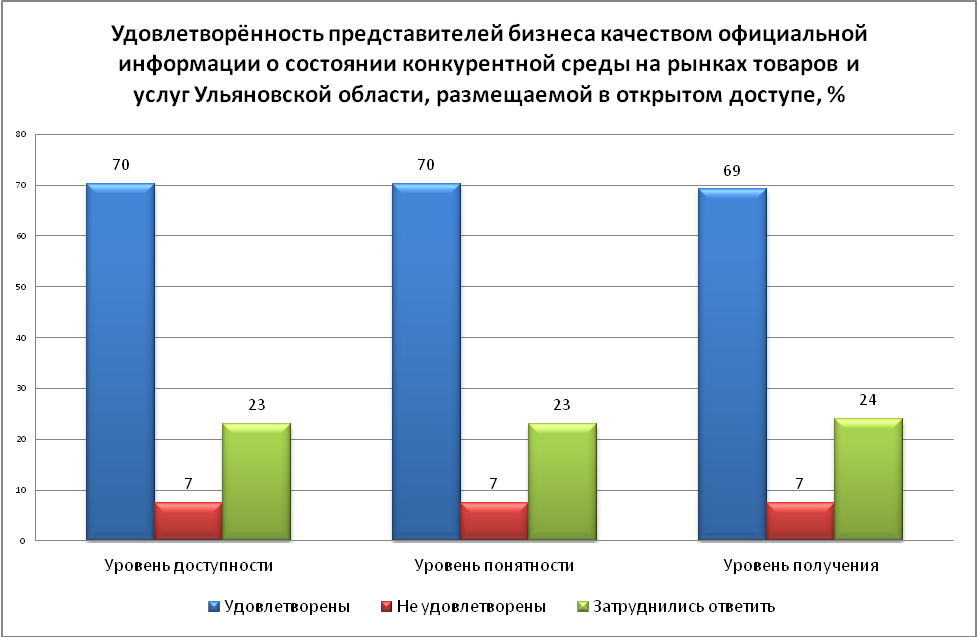 Удовлетворённость представителей бизнеса качеством официальной
информации о состоянии конкурентной среды на рынках товаров и
услуг Ульяновской области, размещаемой в открытом доступе, %
80
70
60
50
40
30
20
10
0
70
7
23
70
7
23
69
7
24
Уровень доступности
Уровень понятности
Уровень получения
Удовлетворены
Не удовлетворены
Затруднились ответить